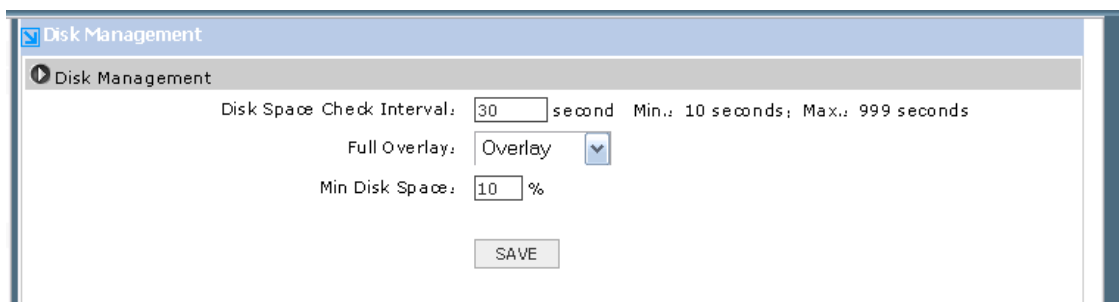 Disk Management
Disk Management
Disk Space Check Interval: 30 second Min.: 10 seconds; Max.: 999 seconds
Full Overlay: Overlay
Min Disk Space: 10 %
SAVE